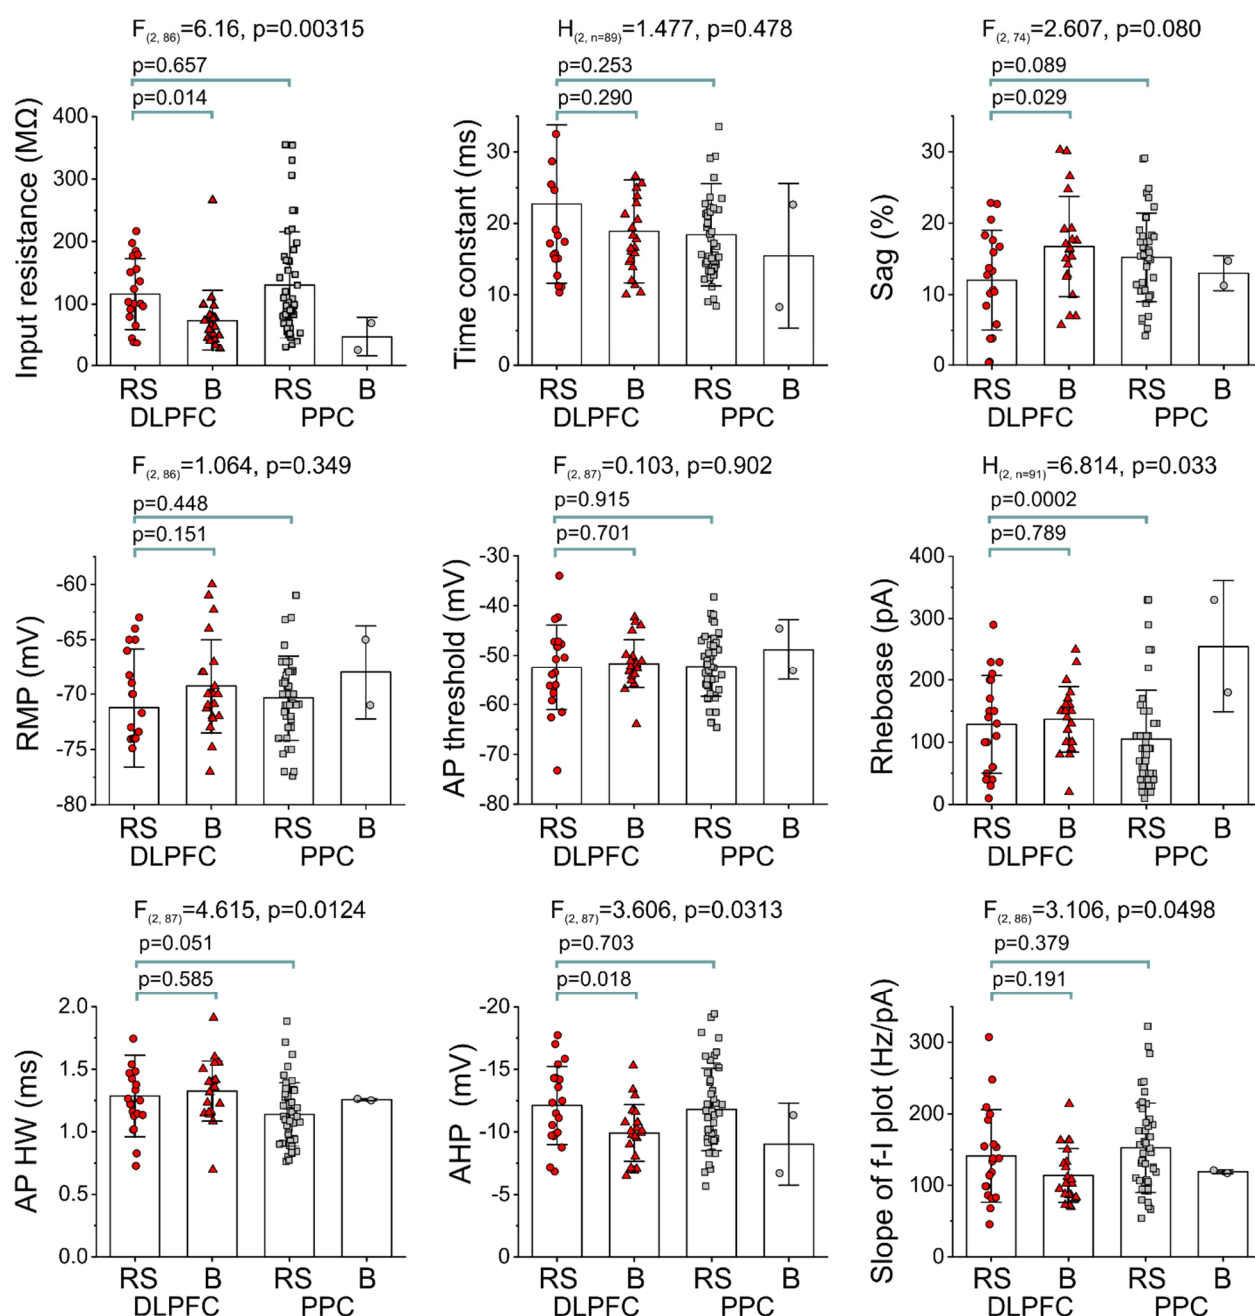 F(2, 86)=6.16, p=0.00315
p=0.657
p=0.014
Input resistance (MΩ)
400
300
200
100
0
RS B RS B
DLPFC PPC
H(2, n=89)=1.477, p=0.478
p=0.253
p=0.290
Time constant (ms)
30
20
10
0
RS B RS B
DLPFC PPC
F(2, 74)=2.607, p=0.080
p=0.089
p=0.029
Sag (%)
30
20
10
0
RS B RS B
DLPFC PPC
F(2, 86)=1.064, p=0.349
p=0.448
p=0.151
RMP (mV)
-60
-65
-70
-75
-80
RS B RS B
DLPFC PPC
F(2, 87)=0.103, p=0.902
p=0.915
p=0.701
AP threshold (mV)
-30
-40
-50
-60
-70
-80
RS B RS B
DLPFC PPC
H(2, n=91)=6.814, p=0.033
p=0.0002
p=0.789
Rheboase (pA)
400
300
200
100
0
RS B RS B
DLPFC PPC
F(2, 87)=4.615, p=0.0124
p=0.051
p=0.585
AP HW (ms)
2.0
1.5
1.0
0.5
0.0
RS B RS B
DLPFC PPC
F(2, 87)=3.606, p=0.0313
p=0.703
p=0.018
AHP (mV)
-20
-15
-10
-5
0
RS B RS B
DLPFC PPC
F(2, 86)=3.106, p=0.0498
p=0.379
p=0.191
Slope of f-I plot (Hz/pA)
300
200
100
0
RS B RS B
DLPFC PPC